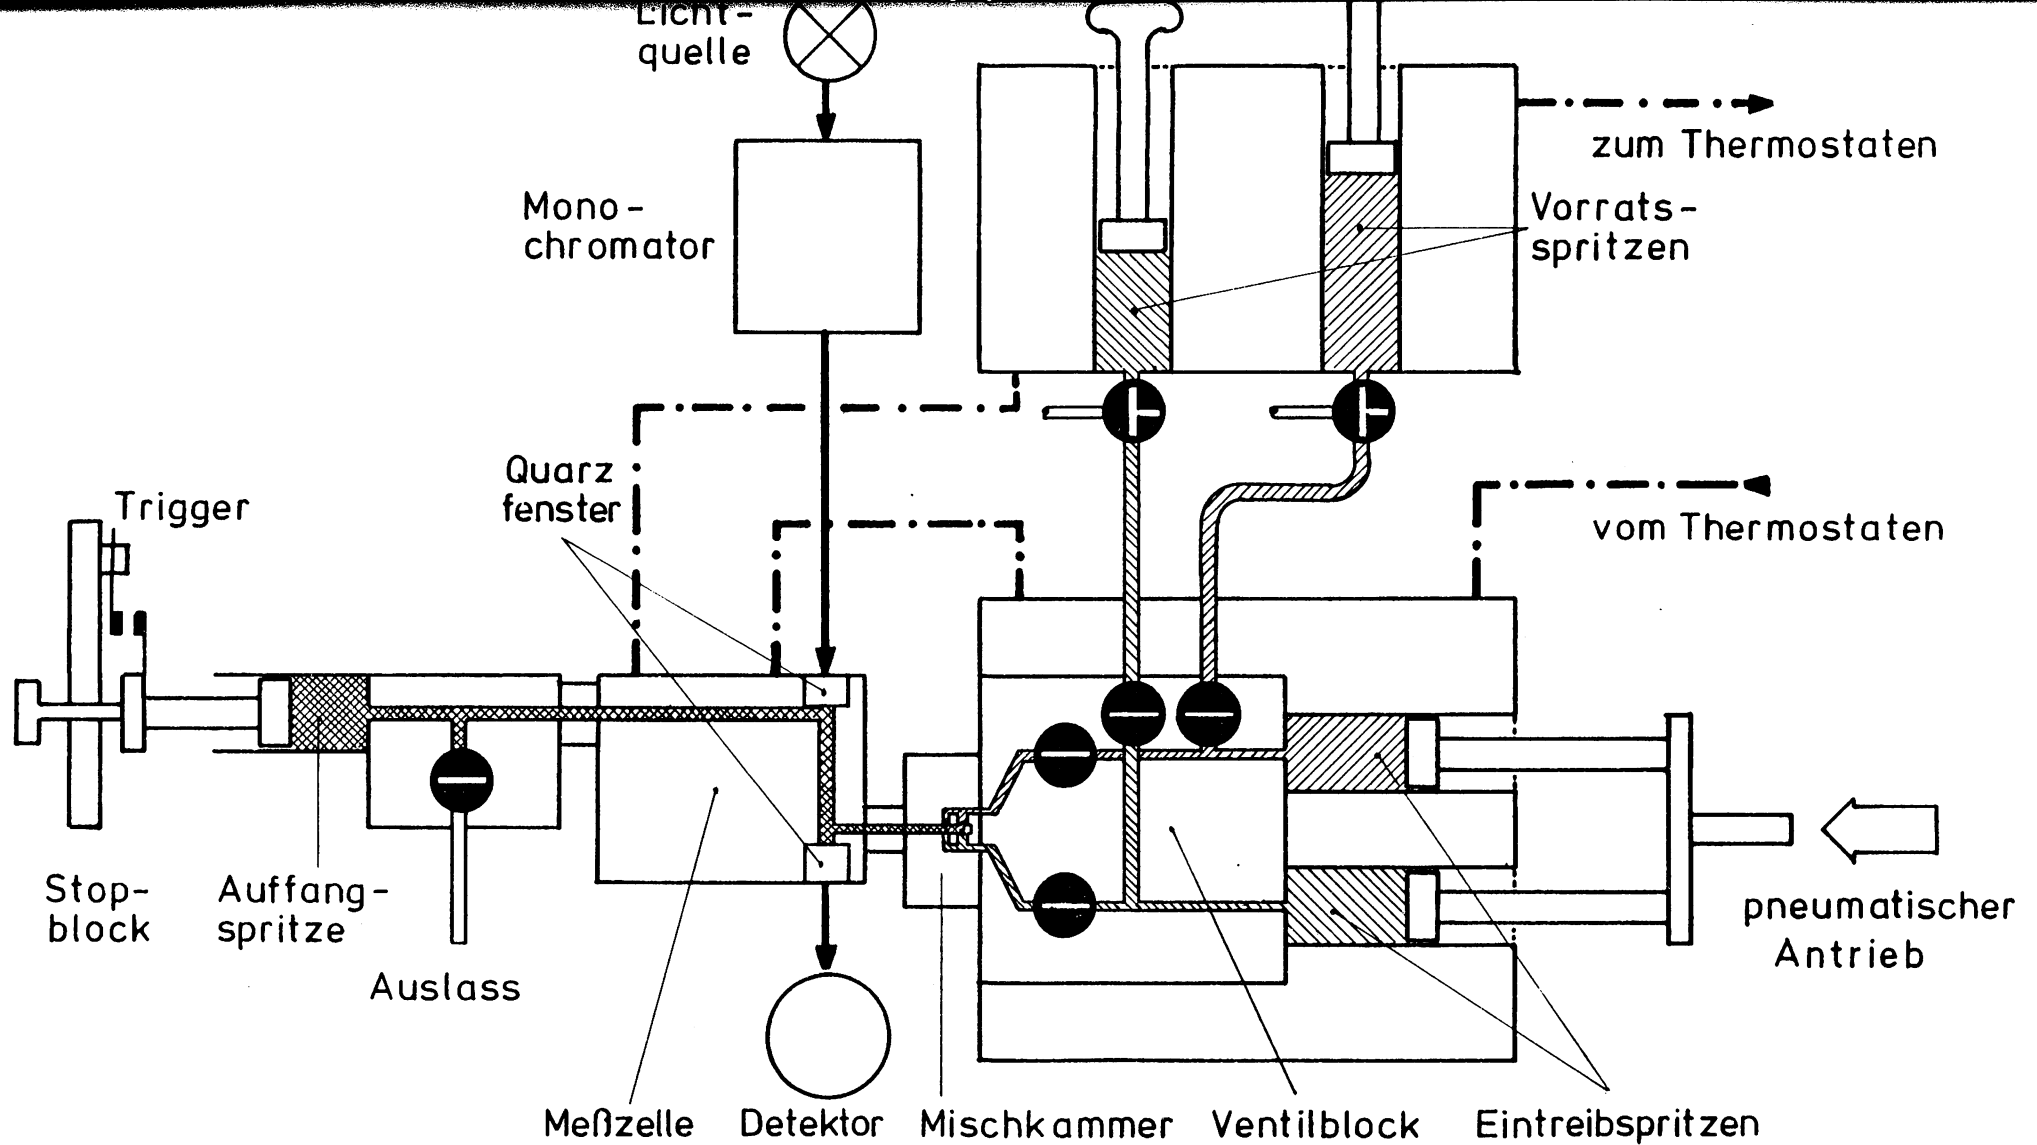 Licht-
quelle
zum Thermostaten
Mono-
chromator
Vorrats-
spritzen
Quarz
fenster
Trigger
vom Thermostaten
Stop-
block
Auffang-
spritze
pneumatischer
Antrieb
Auslass
Meßzelle
Detektor
Mischkammer
Ventilblock
Eintreibspritzen